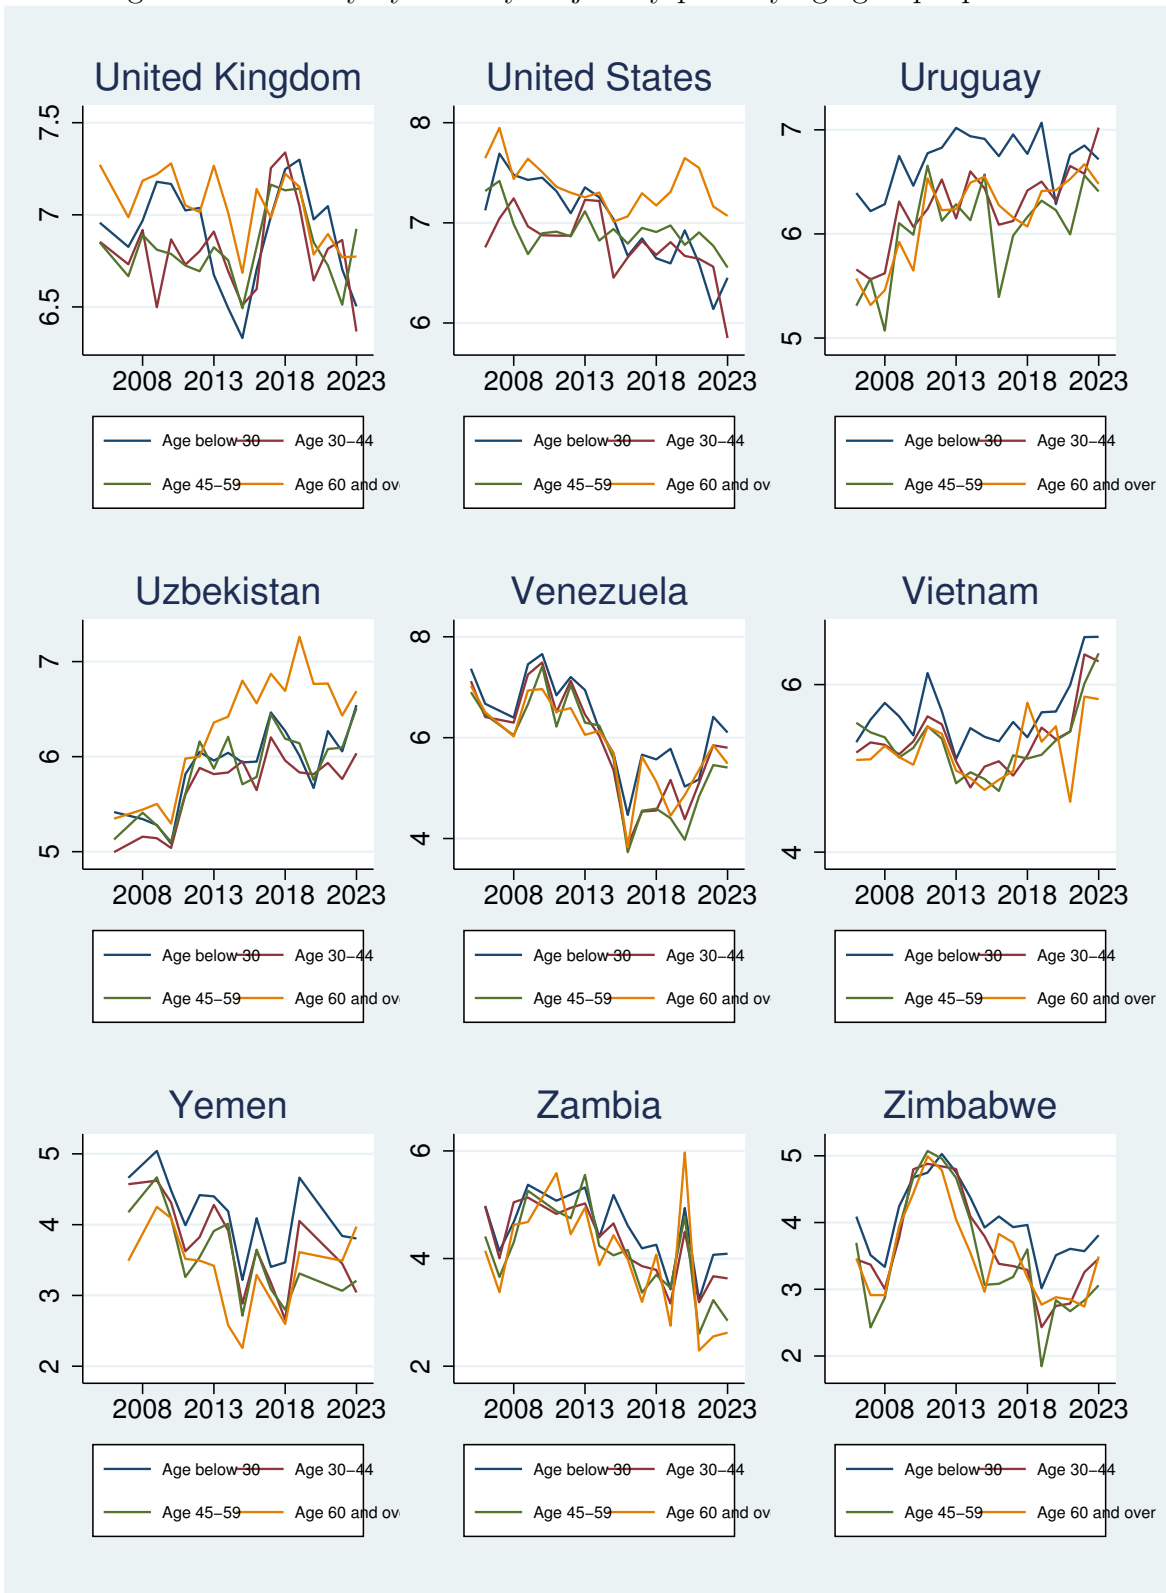 United Kingdom United States Uruguay
7.5 8 7
7 7 6
6.5 6 5
2008 2013 2018 2023 2008 2013 2018 2023 2008 2013 2018 2023
Age below 30 Age 30–44 Age below 30 Age 30–44 Age below 30 Age 30–44
Age 45–59 Age 60 and ov Age 45–59 Age 60 and ov Age 45–59 Age 60 and over
Uzbekistan Venezuela Vietnam
7 8 6
6 6 4
5 4
2008 2013 2018 2023 2008 2013 2018 2023 2008 2013 2018 2023
Age below 30 Age 30–44 Age below 30 Age 30–44 Age below 30 Age 30–44
Age 45–59 Age 60 and ov Age 45–59 Age 60 and ov Age 45–59 Age 60 and over
Yemen Zambia Zimbabwe
5 6 5
4 4 4
3 2 3
2 2
2008 2013 2018 2023 2008 2013 2018 2023 2008 2013 2018 2023
Age below 30 Age 30–44 Age below 30 Age 30–44 Age below 30 Age 30–44
Age 45–59 Age 60 and ov Age 45–59 Age 60 and ov Age 45–59 Age 60 and over